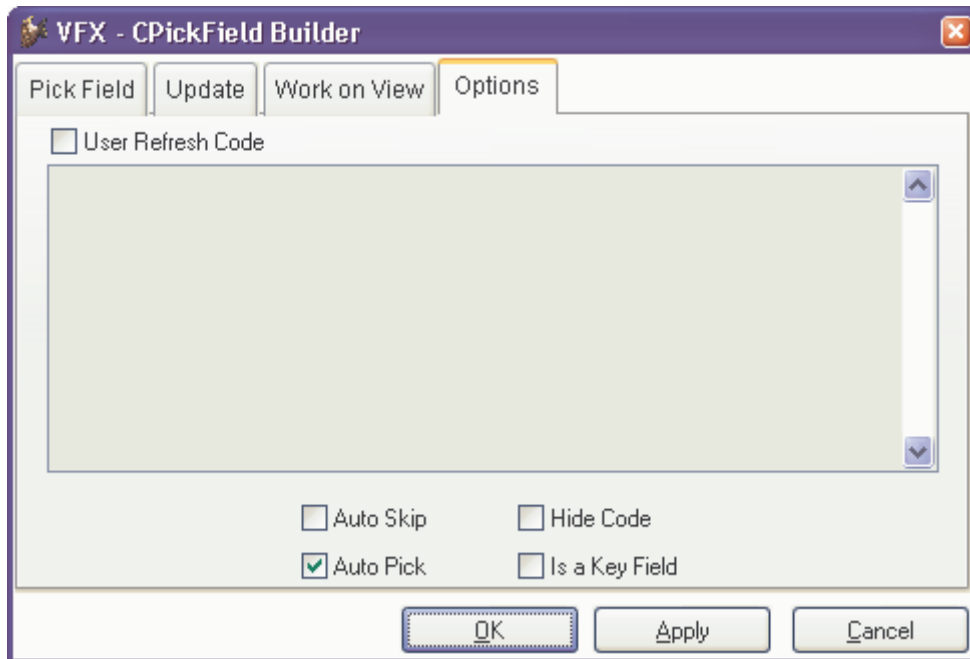 VFX - CPickField Builder
Pick Field Update Work on View Options
User Refresh Code
Auto Skip Hide Code
Auto Pick Is a Key Field
OK Apply Cancel